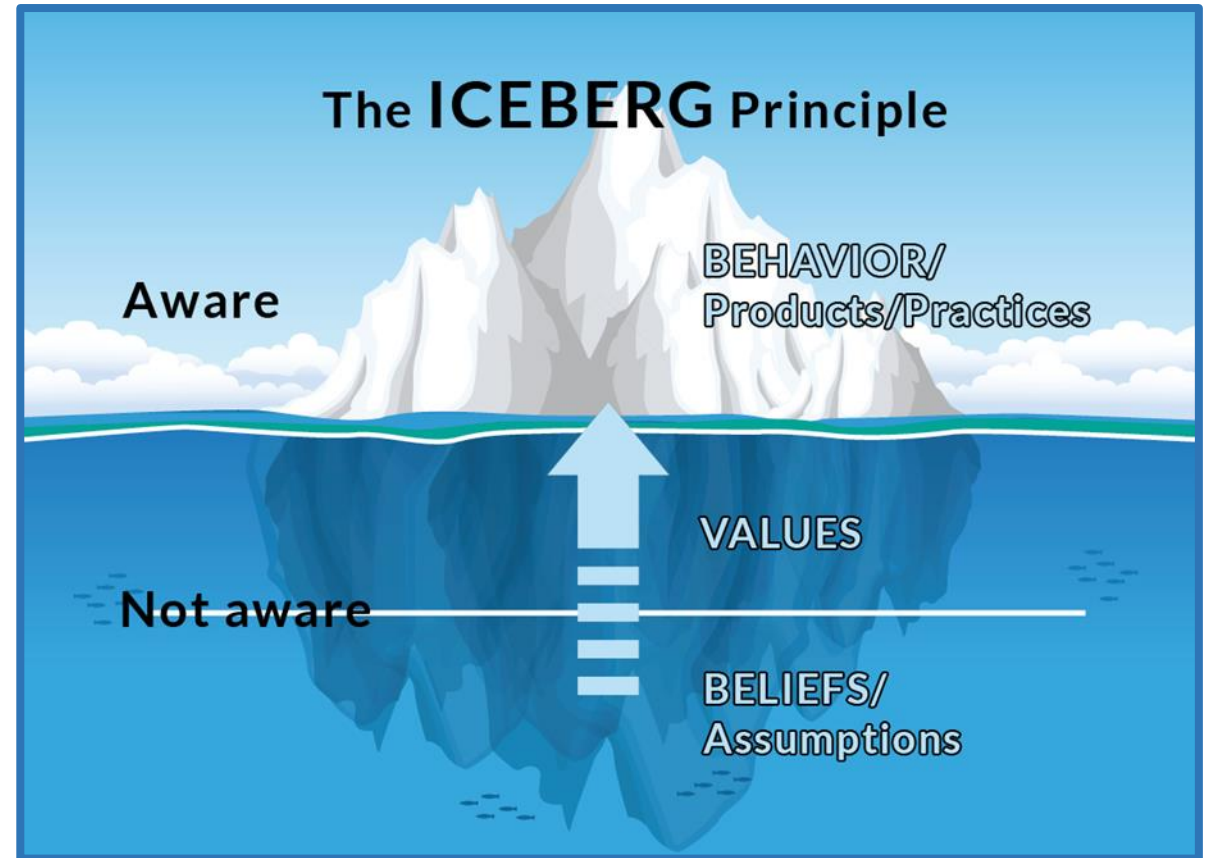 The ICEBERG Principle
BEHAVIOR/
Products/Practices
Aware
VALUES
Not aware
BELIEFS/
Assumptions